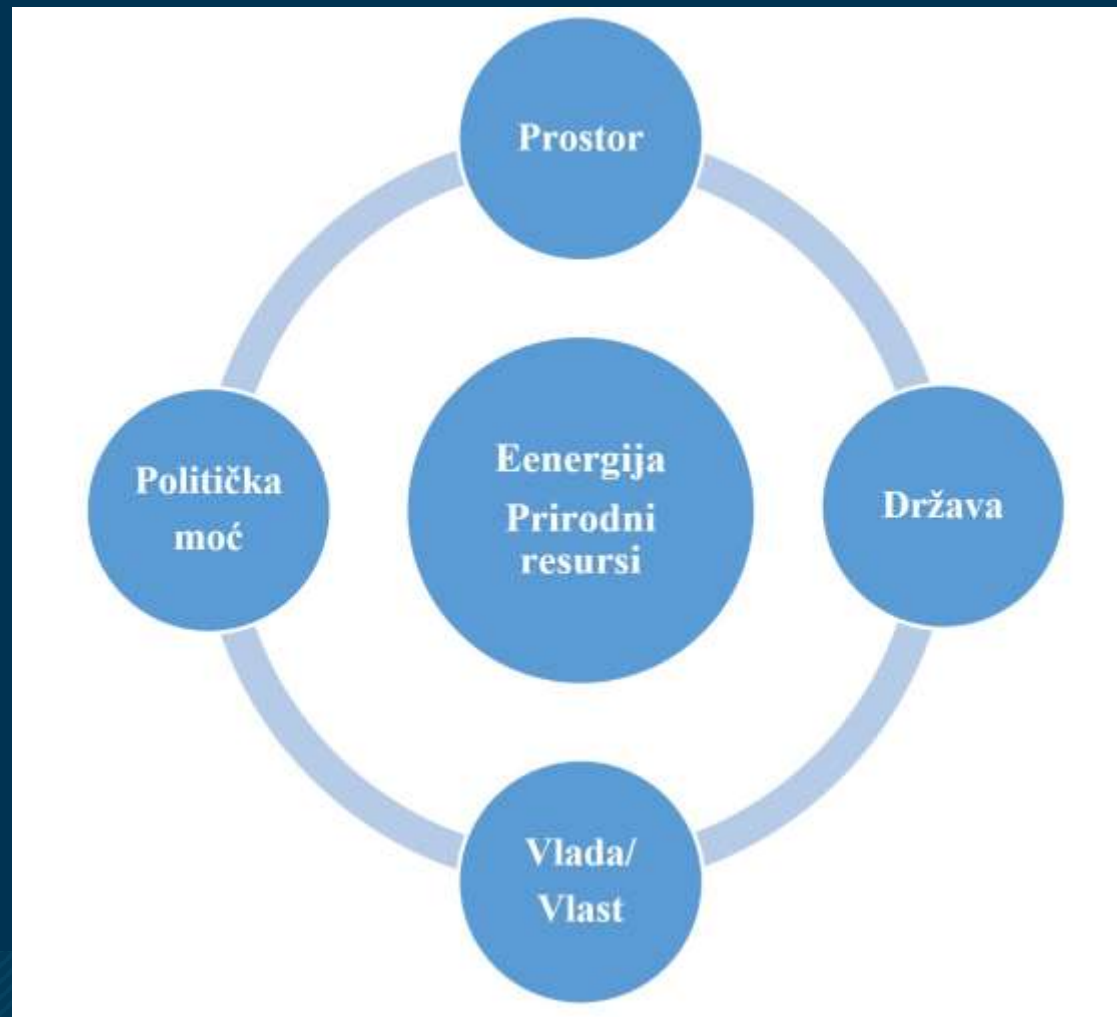 Prostor
Politička
moć
Eenergija
Prirodni
resursi
Država
Vlada/
Vlast